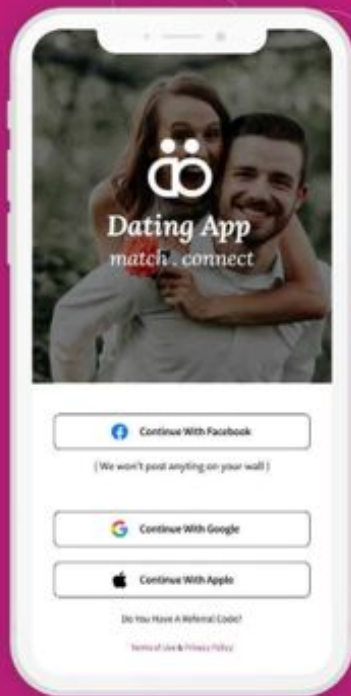 Dating App
match . connect
Continue With Facebook
( We won't post anyting on your wall )
Continue With Google
Continue With Apple
Do You Have A Referral Code?
Terms of Use & Privacy Policy